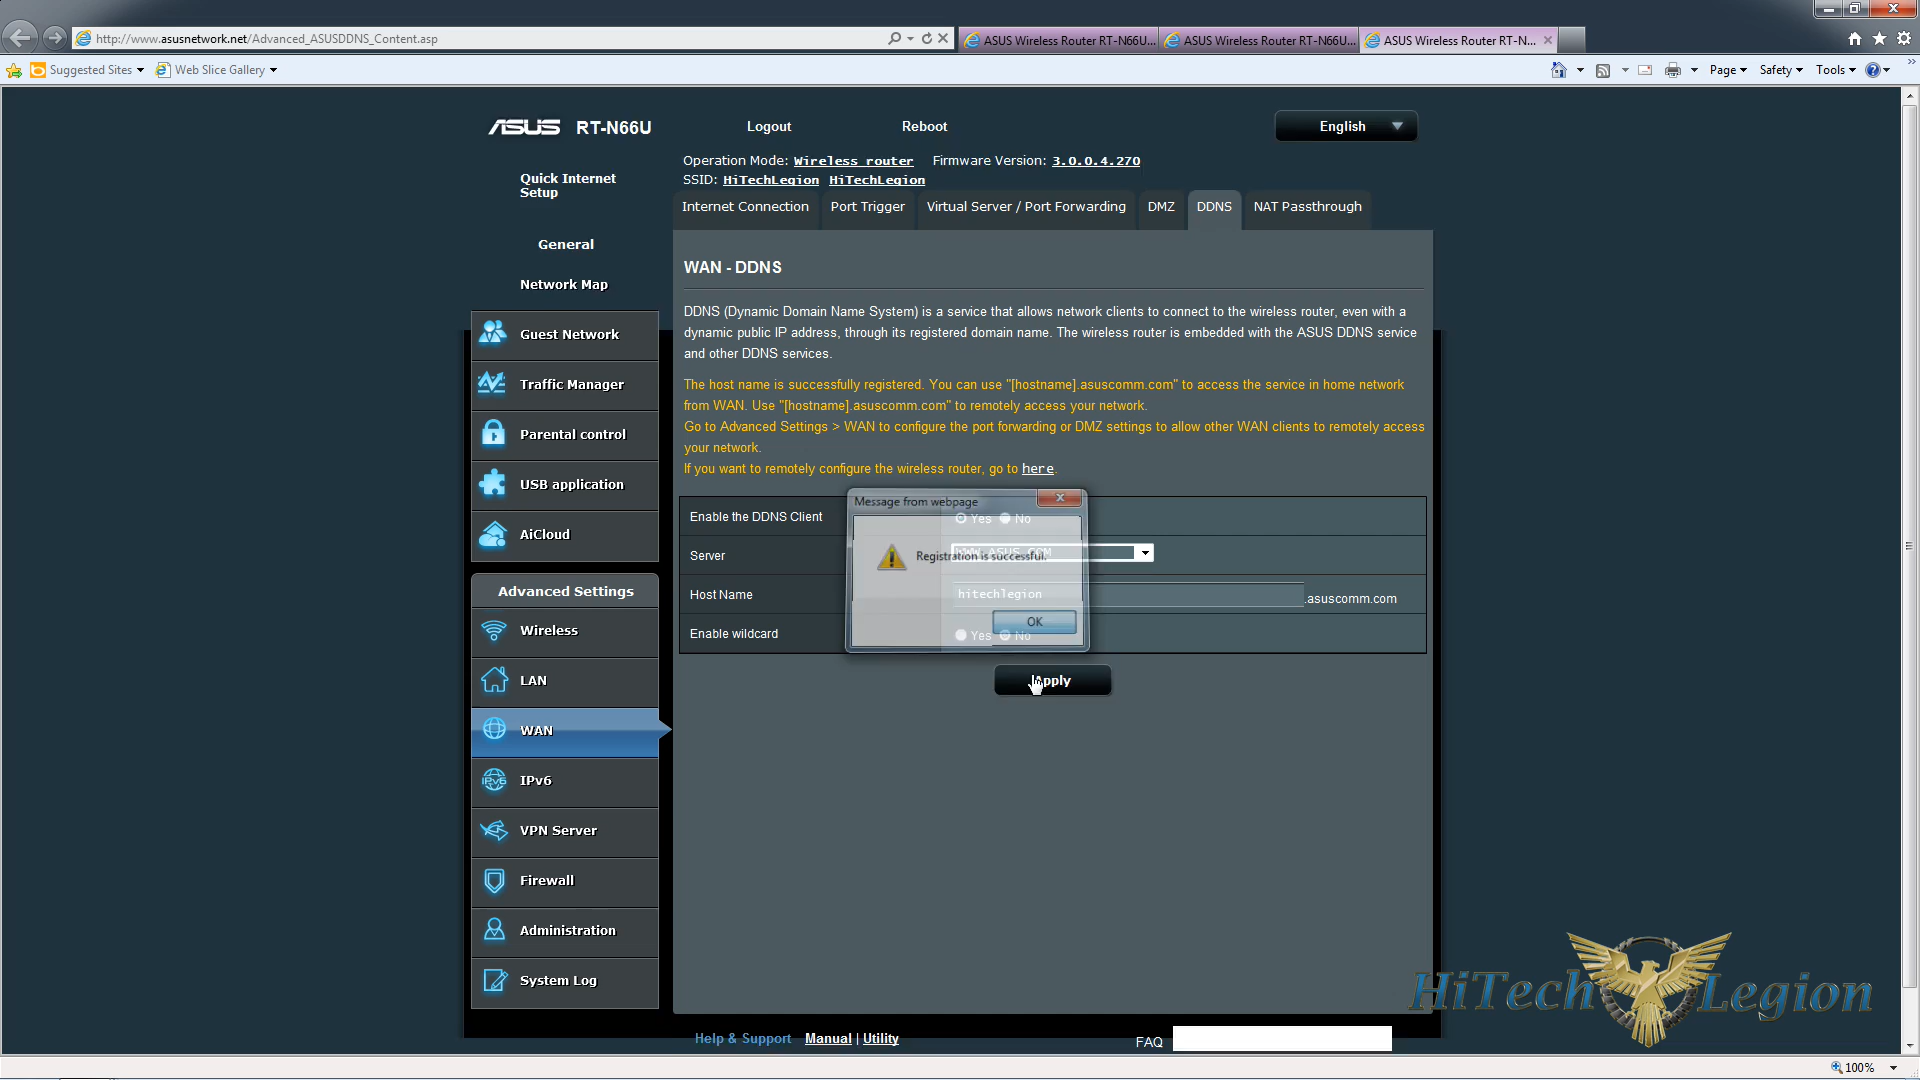 http://www.asusnetwork.net/Advanced_ASUSDDNS_Content.asp
ASUS Wireless Router RT-N66U...
ASUS Wireless Router RT-N66U...
ASUS Wireless Router RT-N...
Suggested Sites
Web Slice Gallery
Page
Safety
Tools
ASUS RT-N66U
Logout
Reboot
English
Operation Mode: Wireless router Firmware Version: 3.0.0.4.270
SSID: HiTechLegion HiTechLegion
Quick Internet
Setup
General
Network Map
Guest Network
Traffic Manager
Parental control
USB application
AiCloud
Advanced Settings
Wireless
LAN
WAN
IPv6
VPN Server
Firewall
Administration
System Log
Internet Connection
Port Trigger
Virtual Server / Port Forwarding
DMZ
DDNS
NAT Passthrough
WAN - DDNS
DDNS (Dynamic Domain Name System) is a service that allows network clients to connect to the wireless router, even with a
dynamic public IP address, through its registered domain name. The wireless router is embedded with the ASUS DDNS service
and other DDNS services.
The host name is successfully registered. You can use "[hostname].asuscomm.com" to access the service in home network
from WAN. Use "[hostname].asuscomm.com" to remotely access your network.
Go to Advanced Settings > WAN to configure the port forwarding or DMZ settings to allow other WAN clients to remotely access
your network.
If you want to remotely configure the wireless router, go to here.
Message from webpage
Registration is successful.
OK
Enable the DDNS Client
Yes No
Server
WWW.ASUS.COM
Host Name
hitechlegion
.asuscomm.com
Enable wildcard
Yes No
Apply
Help & Support Manual | Utility
FAQ
HiTech Legion
100%